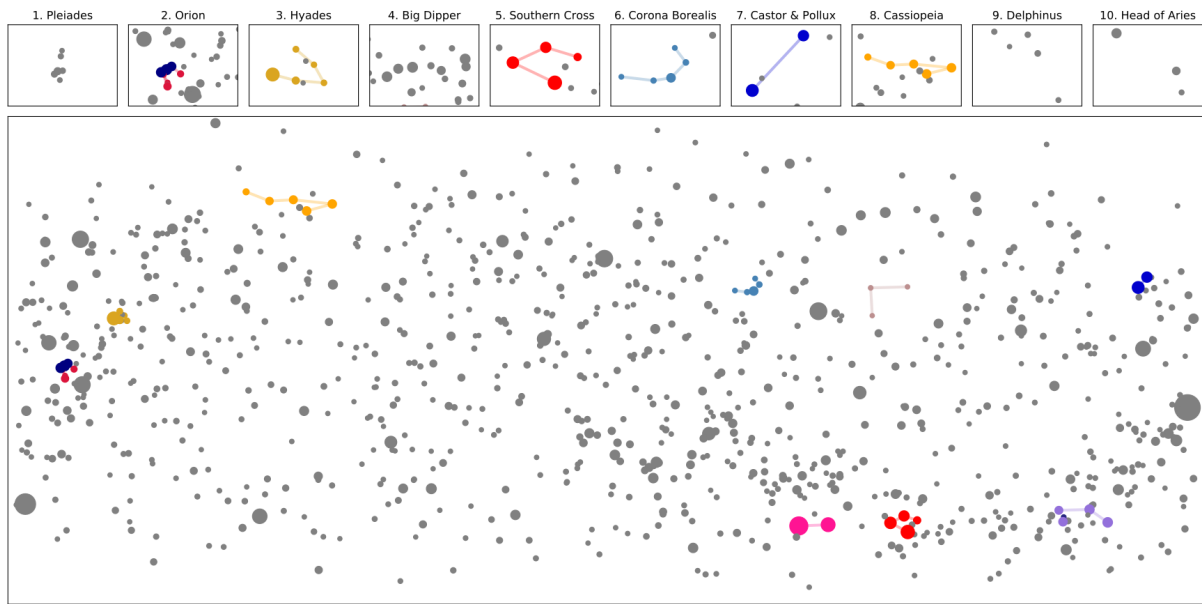 1. Pleiades
2. Orion
3. Hyades
4. Big Dipper
5. Southern Cross
6. Corona Borealis
7. Castor & Pollux
8. Cassiopeia
9. Delphinus
10. Head of Aries